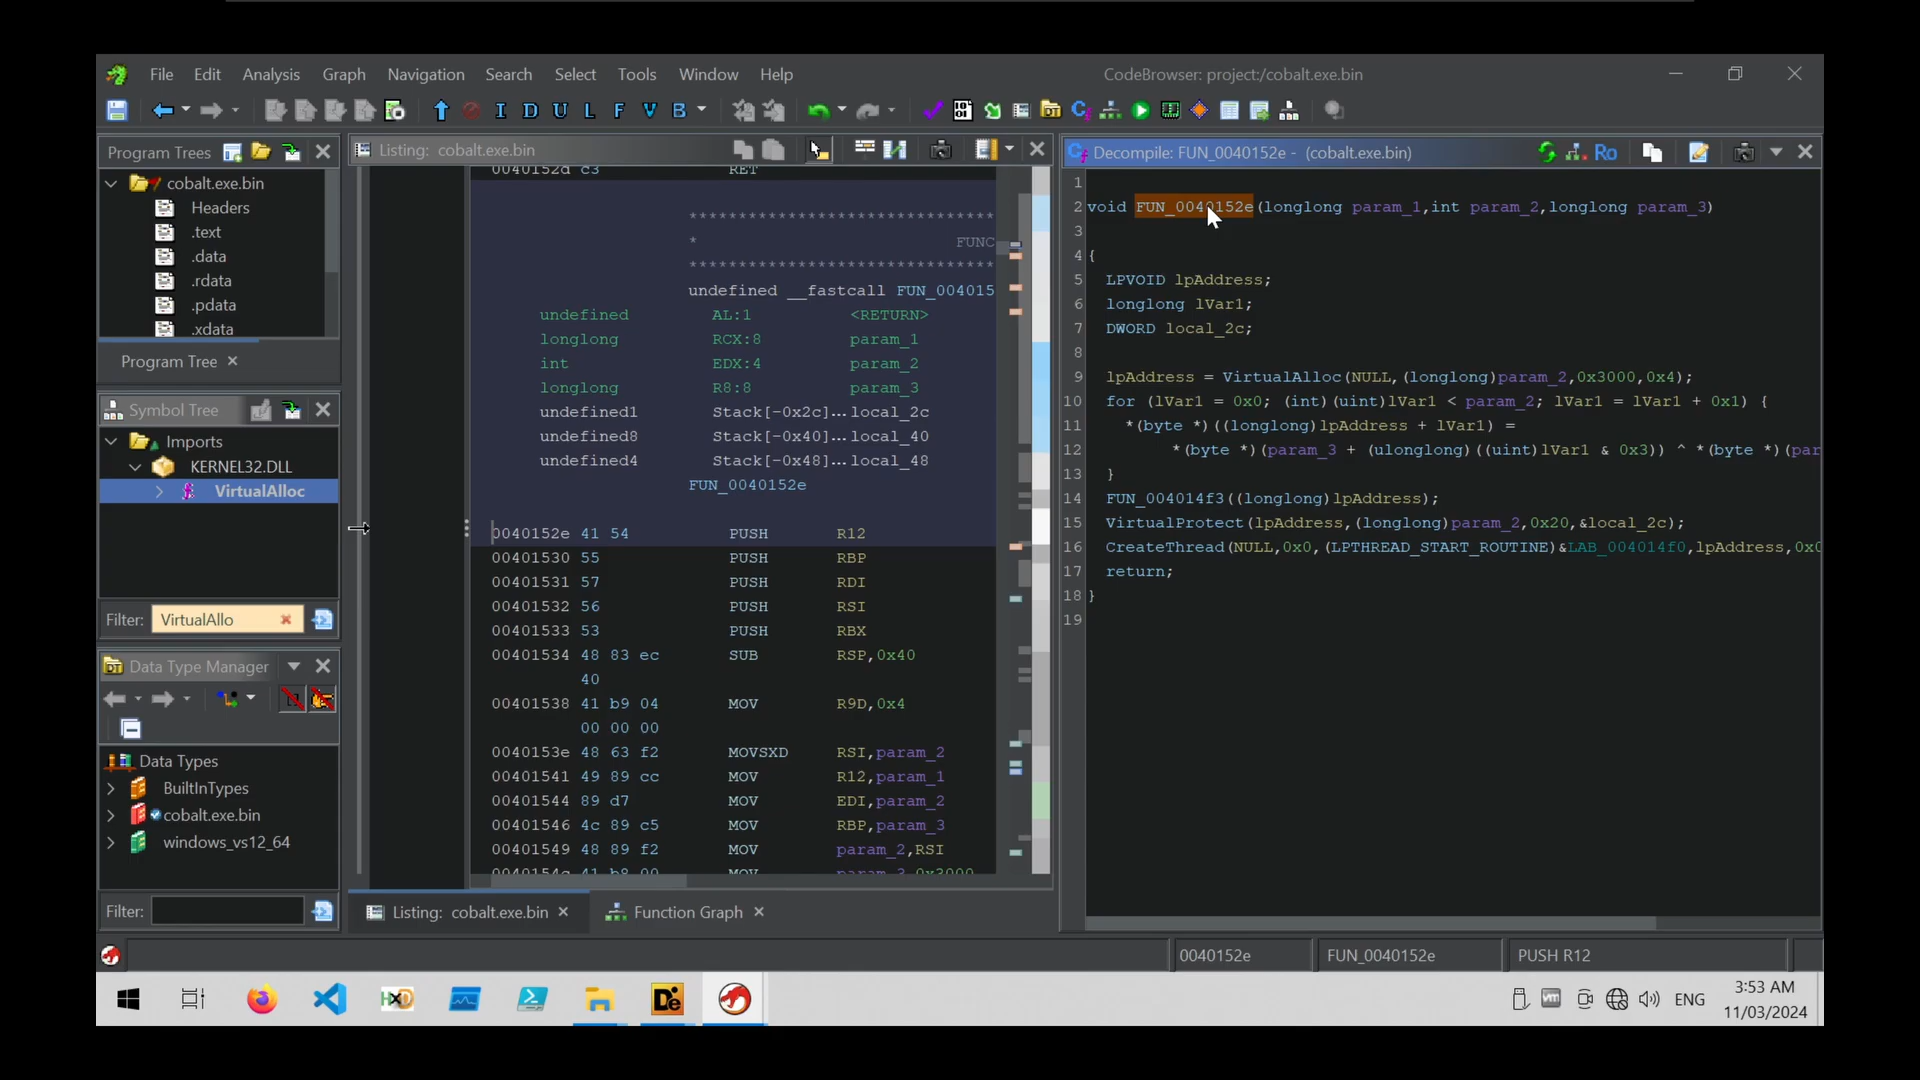 File Edit Analysis Graph Navigation Search Select Tools Window Help
CodeBrowser: project:/cobalt.exe.bin
I D U L F V B
Program Trees
cobalt.exe.bin
Headers
.text
.data
.rdata
.pdata
.xdata
Program Tree
Symbol Tree
Imports
KERNEL32.DLL
VirtualAlloc
Filter: VirtualAllo
Data Type Manager
Data Types
BuiltInTypes
cobalt.exe.bin
windows_vs12_64
Filter:
Listing: cobalt.exe.bin
0040152d c3 RET
*********************************
* FUNC
*********************************
undefined __fastcall FUN_004015
undefined AL:1 <RETURN>
longlong RCX:8 param_1
int EDX:4 param_2
longlong R8:8 param_3
undefined1 Stack[-0x2c]... local_2c
undefined8 Stack[-0x40]... local_40
undefined4 Stack[-0x48]... local_48
FUN_0040152e
0040152e 41 54 PUSH R12
00401530 55 PUSH RBP
00401531 57 PUSH RDI
00401532 56 PUSH RSI
00401533 53 PUSH RBX
00401534 48 83 ec SUB RSP,0x40
40
00401538 41 b9 04 MOV R9D,0x4
00 00 00
0040153e 48 63 f2 MOVSXD RSI,param_2
00401541 49 89 cc MOV R12,param_1
00401544 89 d7 MOV EDI,param_2
00401546 4c 89 c5 MOV RBP,param_3
00401549 48 89 f2 MOV param_2,RSI
0040154c 41 b8 00 MOV param_3,0x3000
Listing: cobalt.exe.bin
Function Graph
Decompile: FUN_0040152e - (cobalt.exe.bin)
Ro
1
2 void FUN_0040152e(longlong param_1,int param_2,longlong param_3)
3
4 {
5 LPVOID lpAddress;
6 longlong lVar1;
7 DWORD local_2c;
8
9 lpAddress = VirtualAlloc(NULL,(longlong)param_2,0x3000,0x4);
10 for (lVar1 = 0x0; (int)(uint)lVar1 < param_2; lVar1 = lVar1 + 0x1) {
11 *(byte *)((longlong)lpAddress + lVar1) =
12 *(byte *)(param_3 + (ulonglong)((uint)lVar1 & 0x3)) ^ *(byte *)(par
13 }
14 FUN_004014f3((longlong)lpAddress);
15 VirtualProtect(lpAddress,(longlong)param_2,0x20,&local_2c);
16 CreateThread(NULL,0x0,(LPTHREAD_START_ROUTINE)&LAB_004014f0,lpAddress,0x0
17 return;
18 }
19
0040152e
FUN_0040152e
PUSH R12
ENG
3:53 AM
11/03/2024